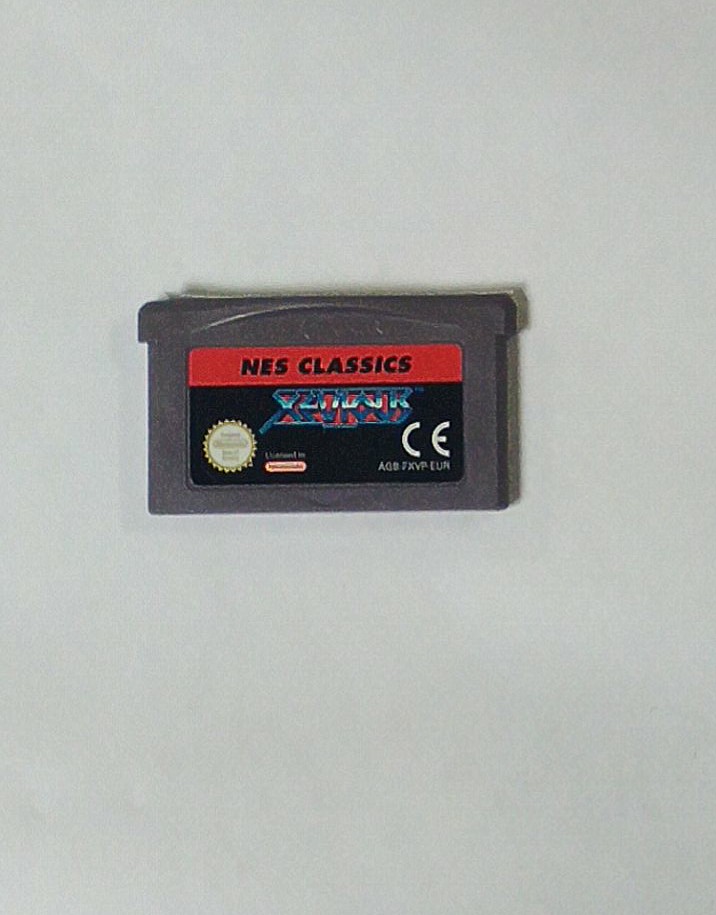 NES CLASSICS
XEVIOUS
Licensed by
Nintendo
CE
AGB-FXVP-EUR